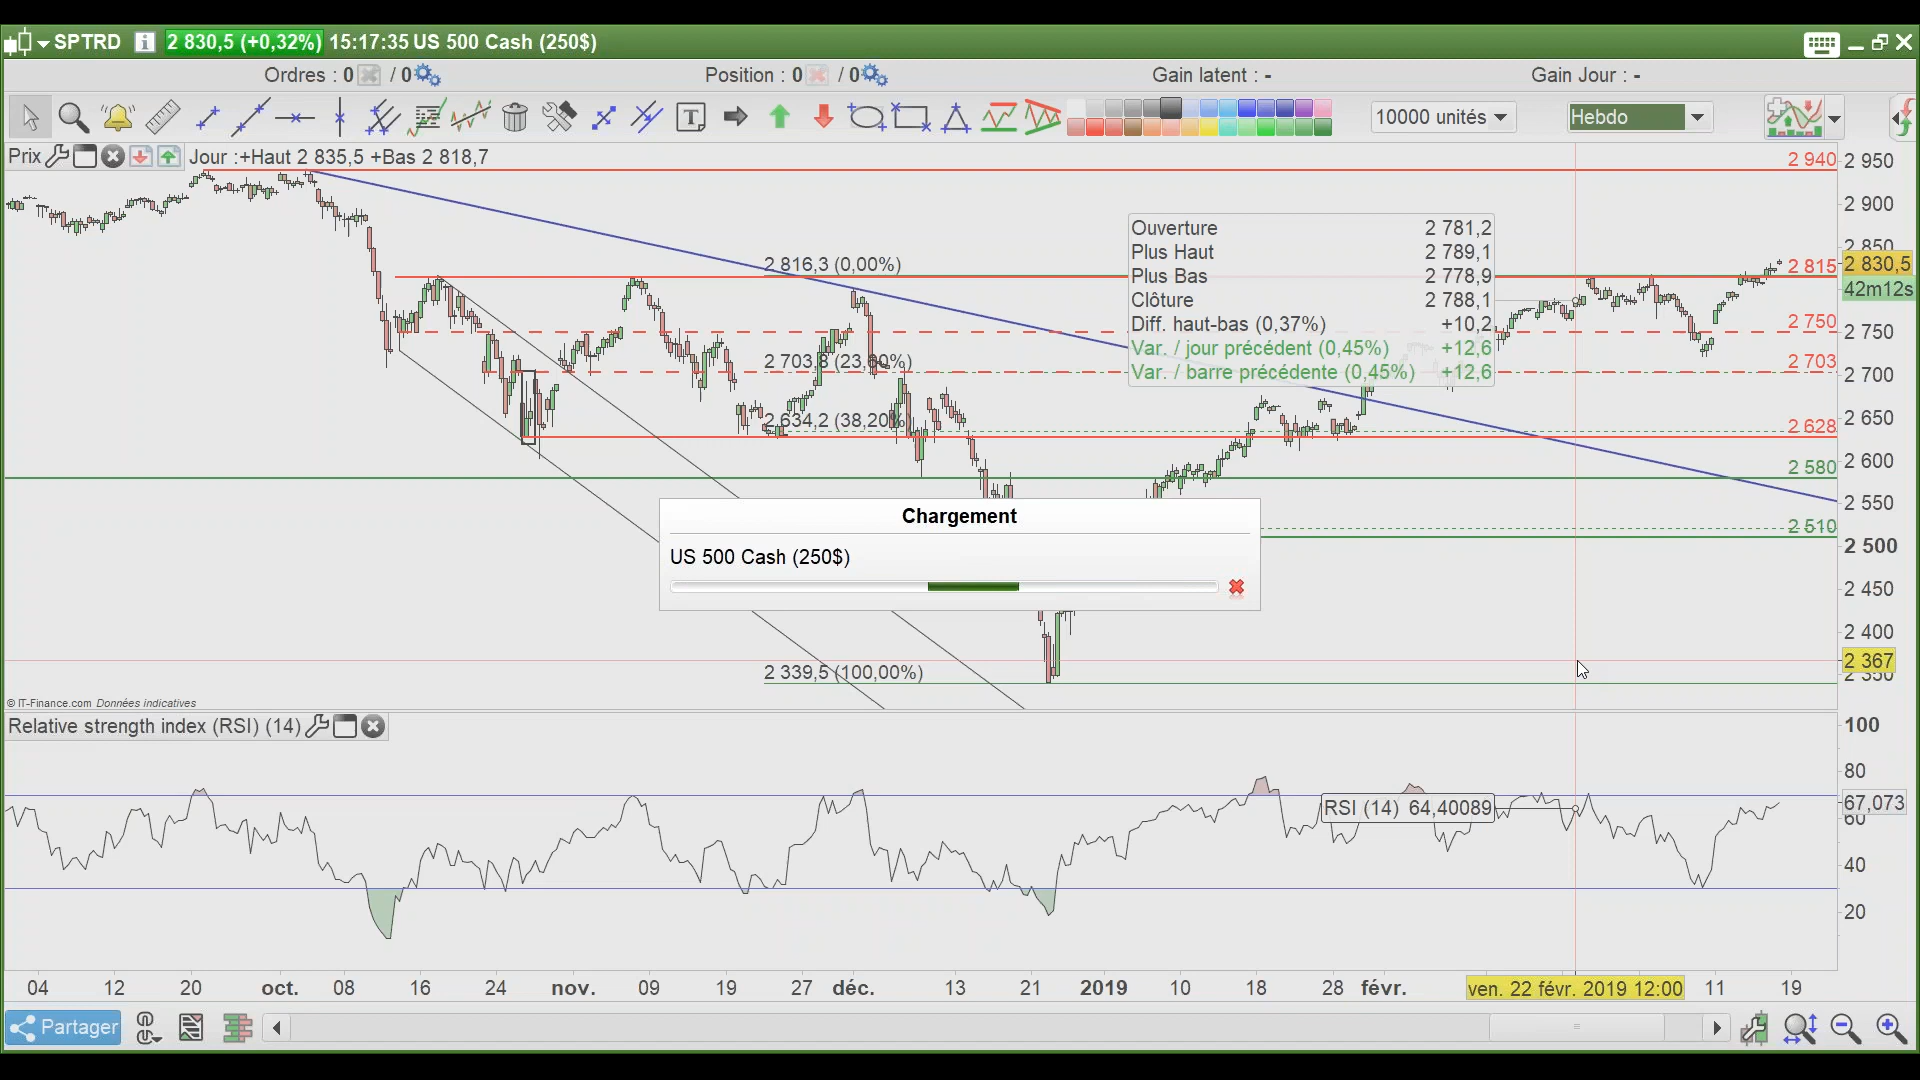 SPTRD i 2 830,5 (+0,32%) 15:17:35 US 500 Cash (250$)
Ordres : 0 / 0 Position : 0 / 0 Gain latent : - Gain Jour : -
T 10000 unités Hebdo
Prix Jour :+Haut 2 835,5 +Bas 2 818,7
2 940
2 950
2 900
2 850
2 830,5
42m12s
2 815
2 750
2 750
2 703
2 700
2 650
2 628
2 600
2 580
2 550
2 510
2 500
2 450
2 400
2 367
2 350
2 816,3 (0,00%)
2 703,8 (23,60%)
2 634,2 (38,20%)
2 339,5 (100,00%)
Ouverture 2 781,2
Plus Haut 2 789,1
Plus Bas 2 778,9
Clôture 2 788,1
Diff. haut-bas (0,37%) +10,2
Var. / jour précédent (0,45%) +12,6
Var. / barre précédente (0,45%) +12,6
Chargement
US 500 Cash (250$)
© IT-Finance.com Données indicatives
Relative strength index (RSI) (14)
100
80
67,073
60
40
20
RSI (14) 64,40089
04 12 20 oct. 08 16 24 nov. 09 19 27 déc. 13 21 2019 10 18 28 févr. ven. 22 févr. 2019 12:00 11 19
Partager